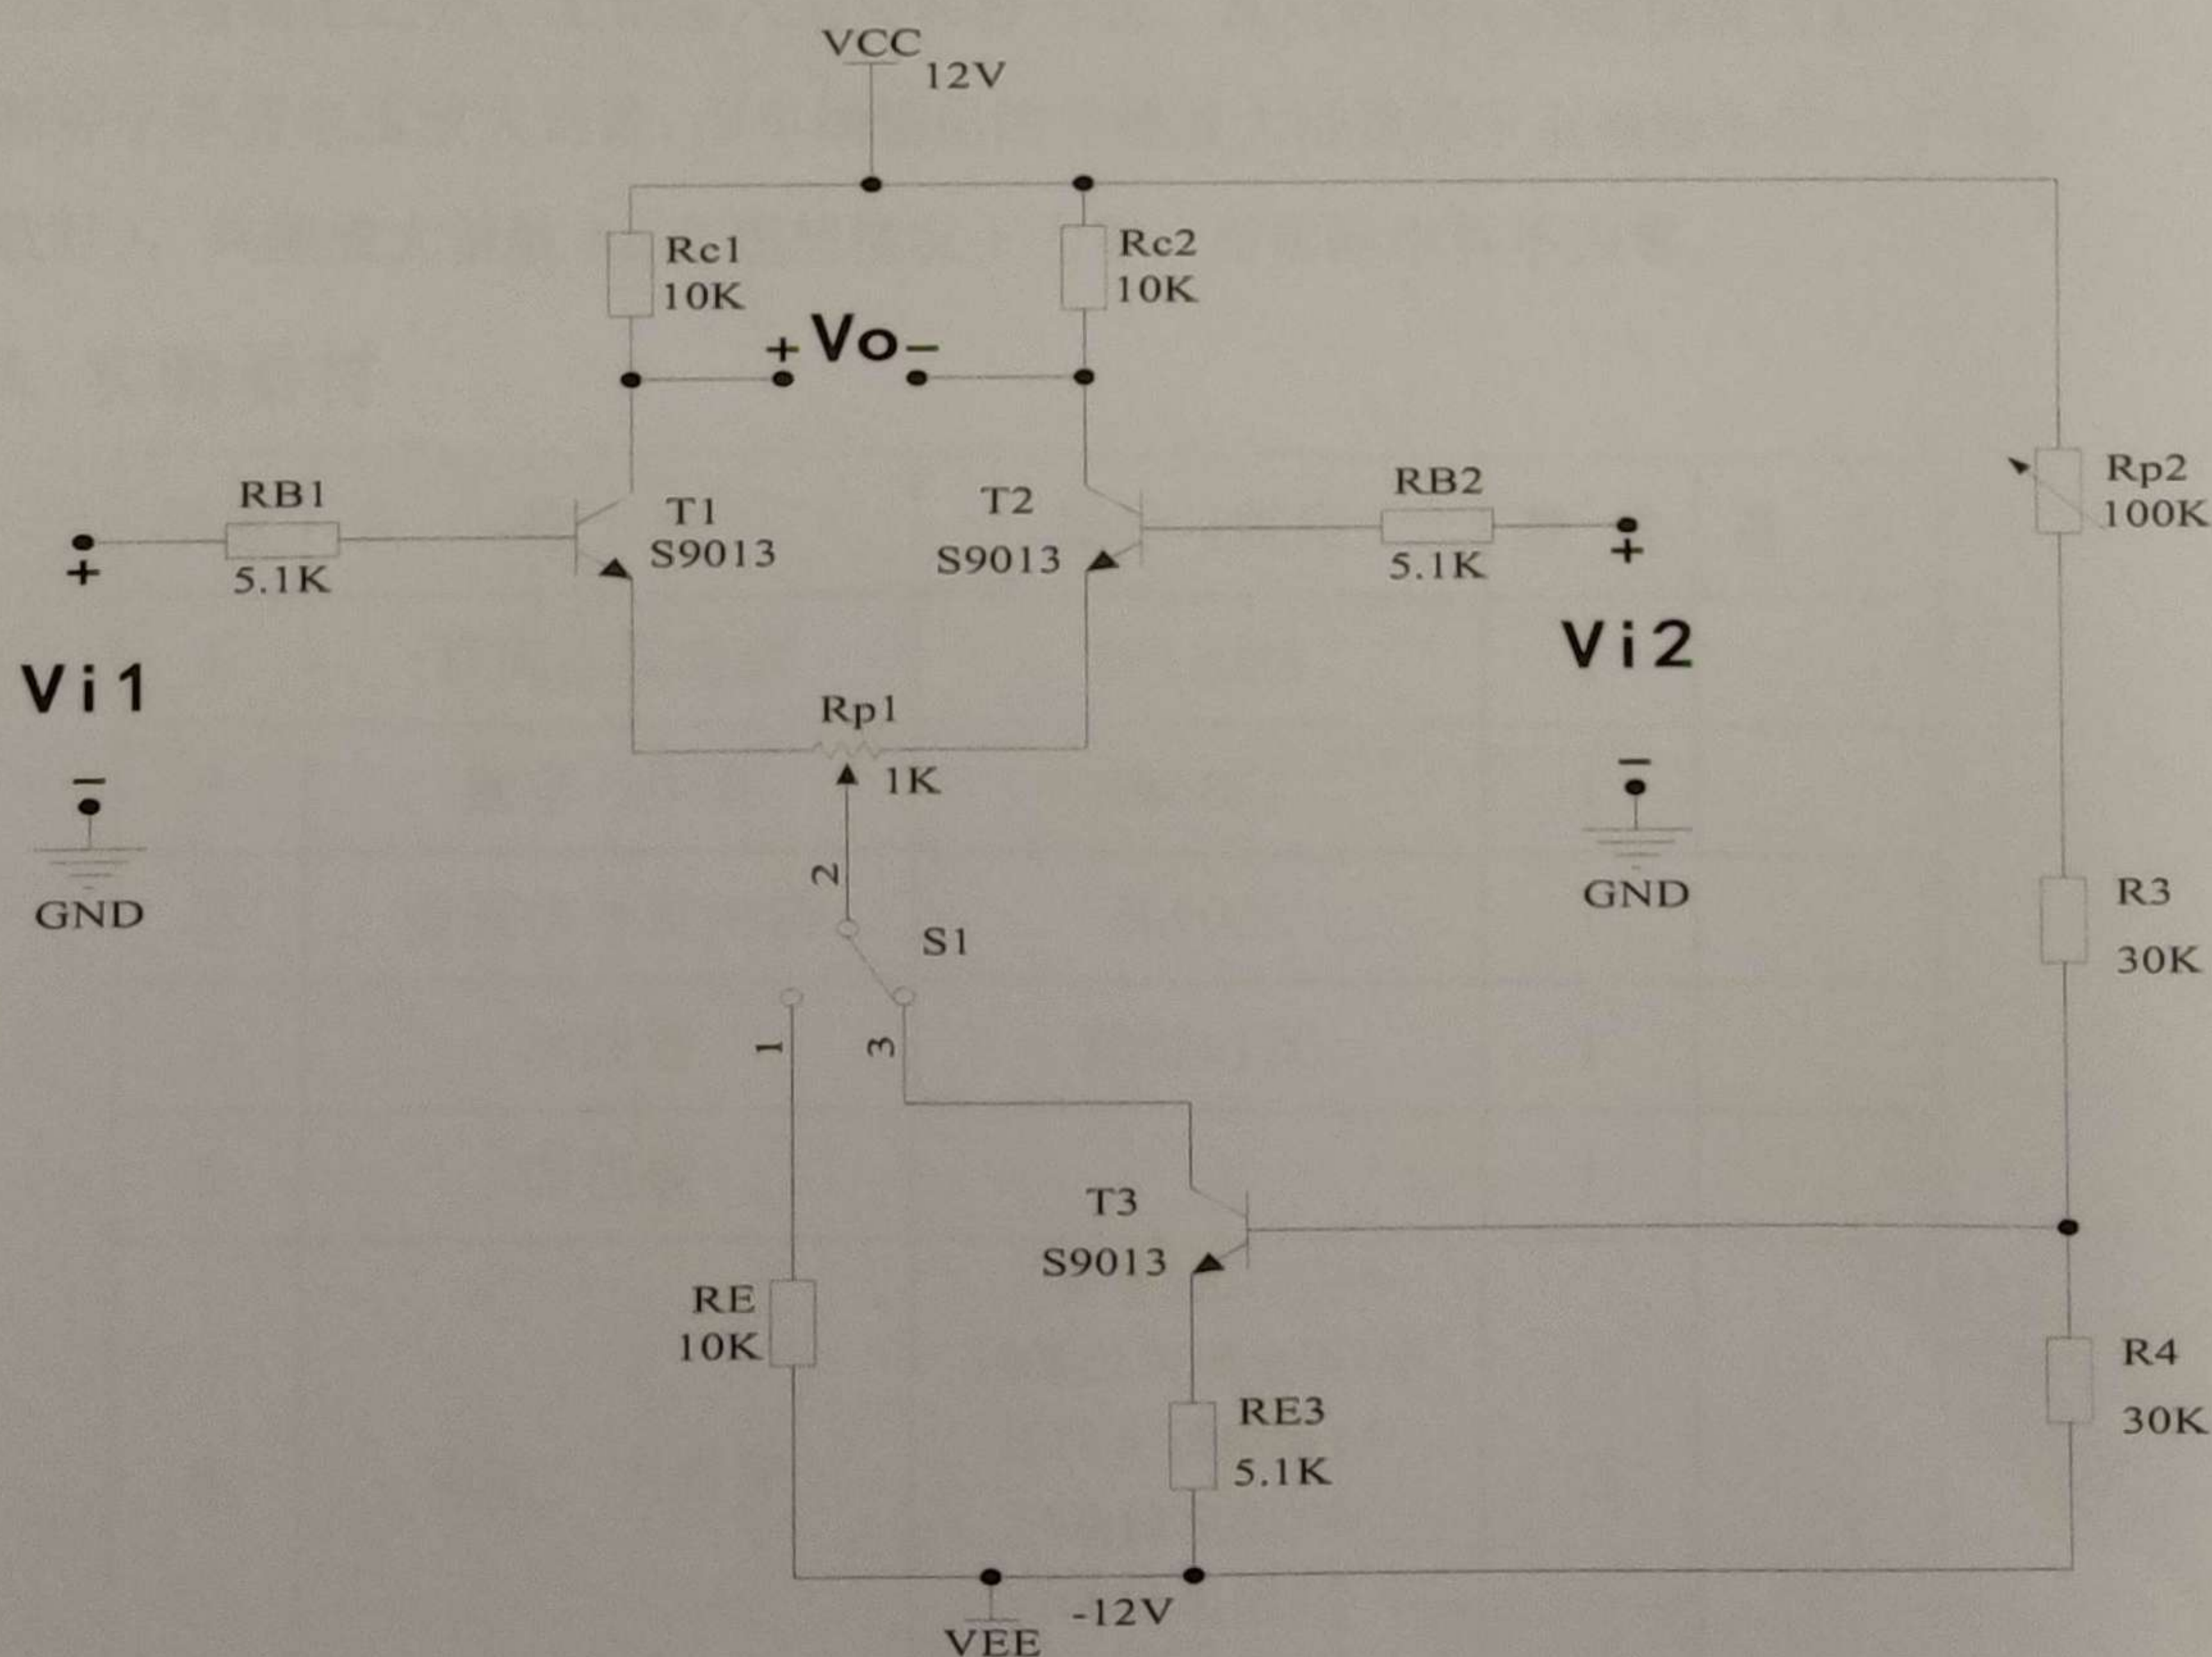 VCC
12V
Rc1
10K
Rc2
10K
+ Vo −
RB1
5.1K
T1
S9013
T2
S9013
RB2
5.1K
Rp2
100K
+
Vi1
−
GND
+
Vi2
−
GND
Rp1
1K
2
S1
1
3
R3
30K
T3
S9013
RE
10K
RE3
5.1K
R4
30K
-12V
VEE